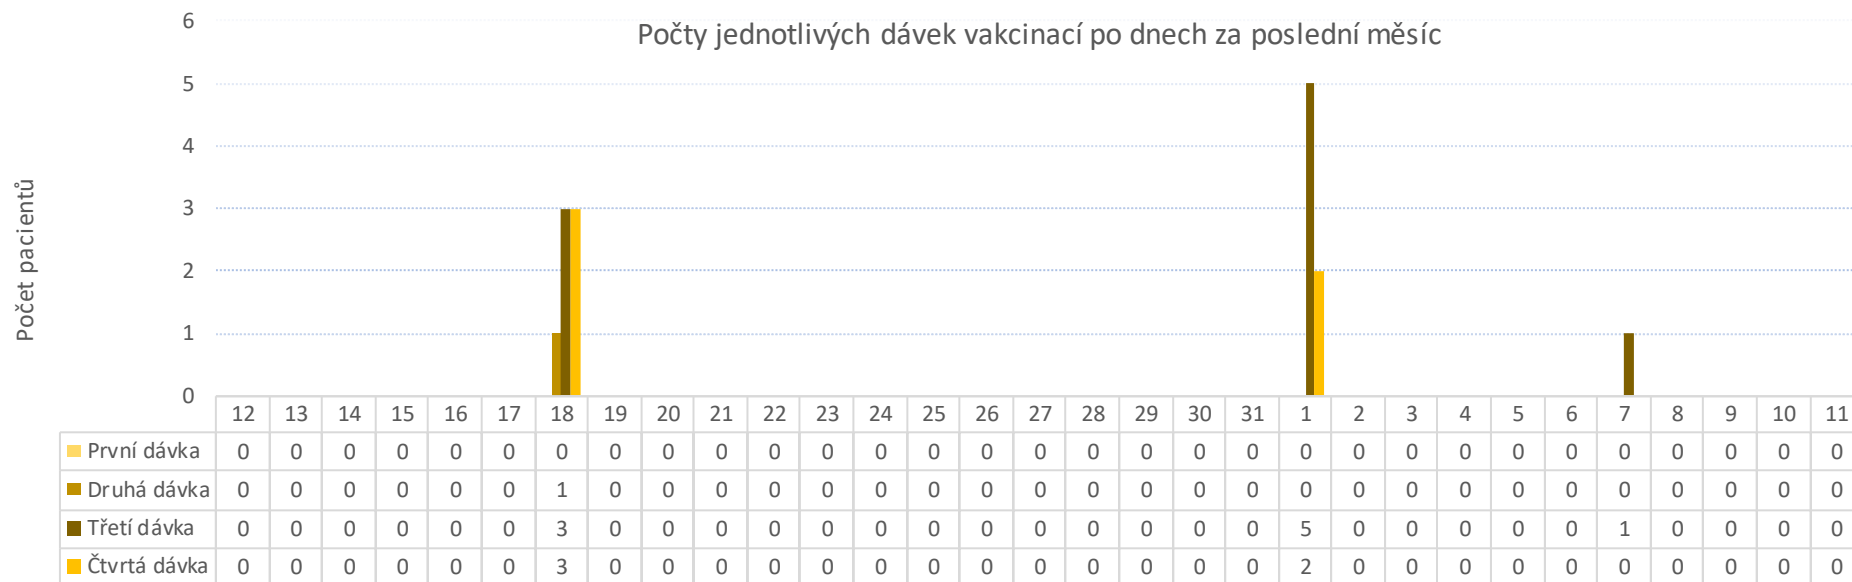 Počty jednotlivých dávek vakcinací po dnech za poslední měsíc
Počet pacientů
6
5
4
3
2
1
0
12 13 14 15 16 17 18 19 20 21 22 23 24 25 26 27 28 29 30 31 1 2 3 4 5 6 7 8 9 10 11
První dávka 0 0 0 0 0 0 0 0 0 0 0 0 0 0 0 0 0 0 0 0 0 0 0 0 0 0 0 0 0 0 0
Druhá dávka 0 0 0 0 0 0 1 0 0 0 0 0 0 0 0 0 0 0 0 0 0 0 0 0 0 0 0 0 0 0 0
Třetí dávka 0 0 0 0 0 0 3 0 0 0 0 0 0 0 0 0 0 0 0 0 5 0 0 0 0 0 1 0 0 0 0
Čtvrtá dávka 0 0 0 0 0 0 3 0 0 0 0 0 0 0 0 0 0 0 0 0 2 0 0 0 0 0 0 0 0 0 0